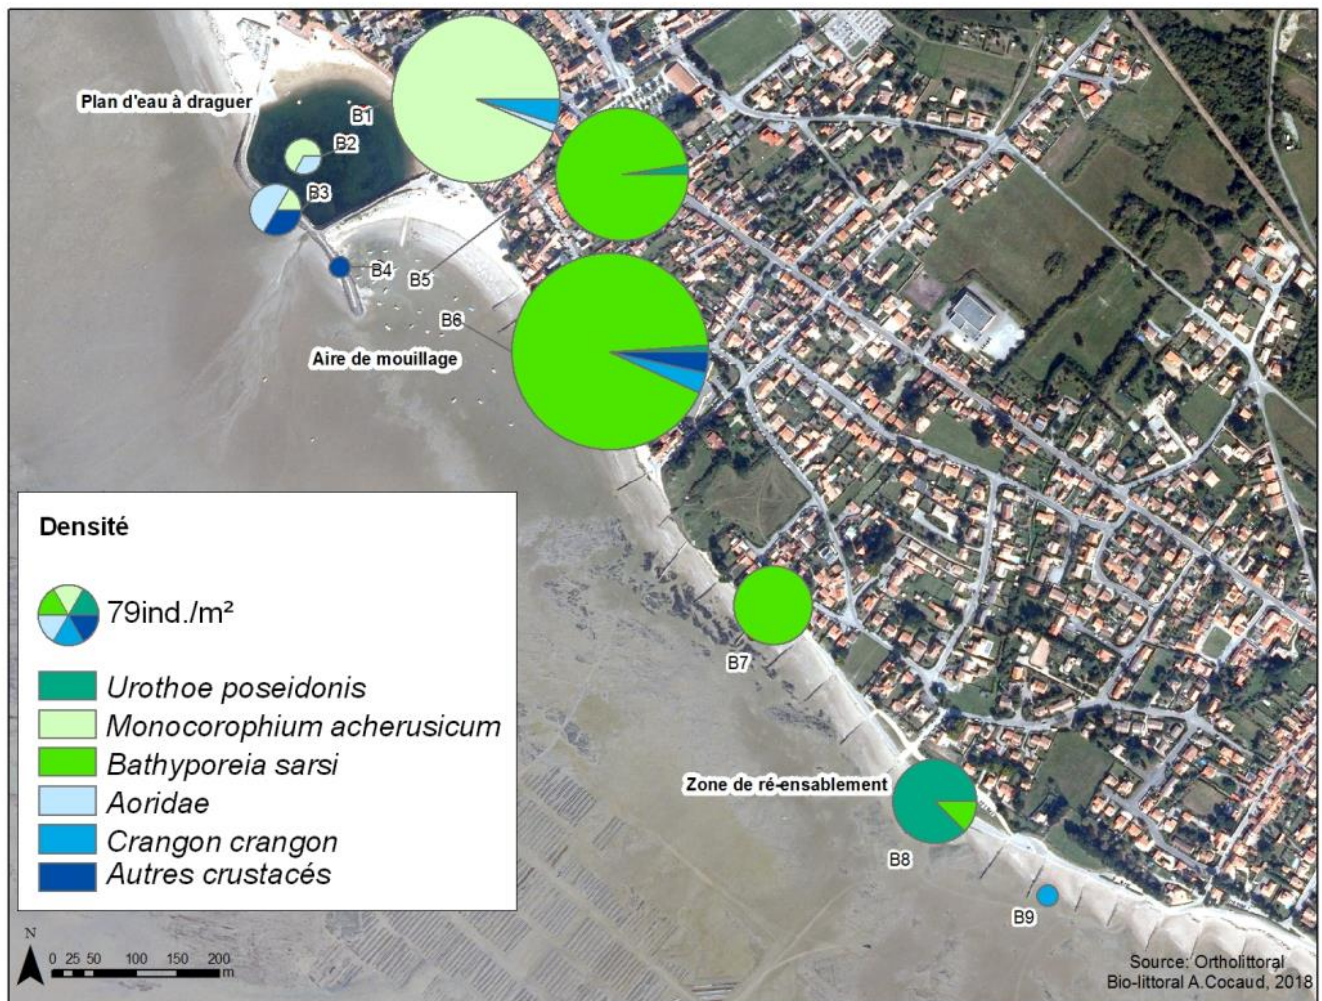 Plan d'eau à draguer
B1
B2
B3
B4
B5
B6
Aire de mouillage
Densité
79ind./m²
Urothoe poseidonis
Monocorophium acherusicum
Bathyporeia sarsi
Aoridae
Crangon crangon
Autres crustacés
B7
Zone de ré-ensablement
B8
B9
N
0 25 50 100 150 200
m
Source: Ortholittoral
Bio-littoral A.Cocaud, 2018